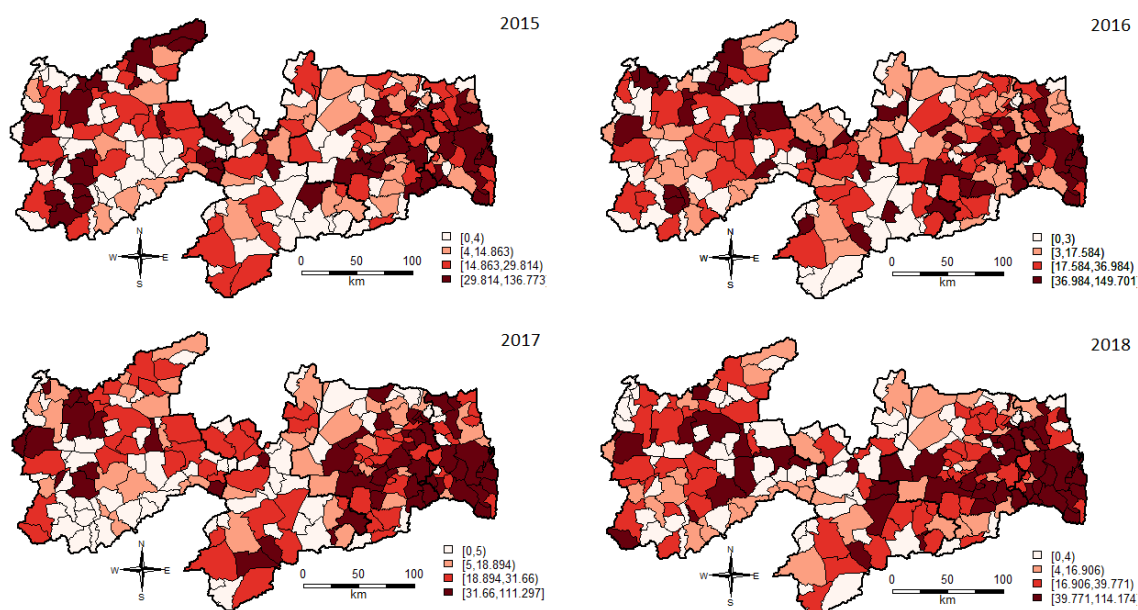 2015
N
W E
S
0 50 100
km
[0,4)
[4,14.863)
[14.863,29.814)
[29.814,136.773]
2016
N
W E
S
0 50 100
km
[0,3)
[3,17.584)
[17.584,36.984)
[36.984,149.701]
2017
N
W E
S
0 50 100
km
[0,5)
[5,18.894)
[18.894,31.66)
[31.66,111.297]
2018
N
W E
S
0 50 100
km
[0,4)
[4,16.906)
[16.906,39.771)
[39.771,114.174]